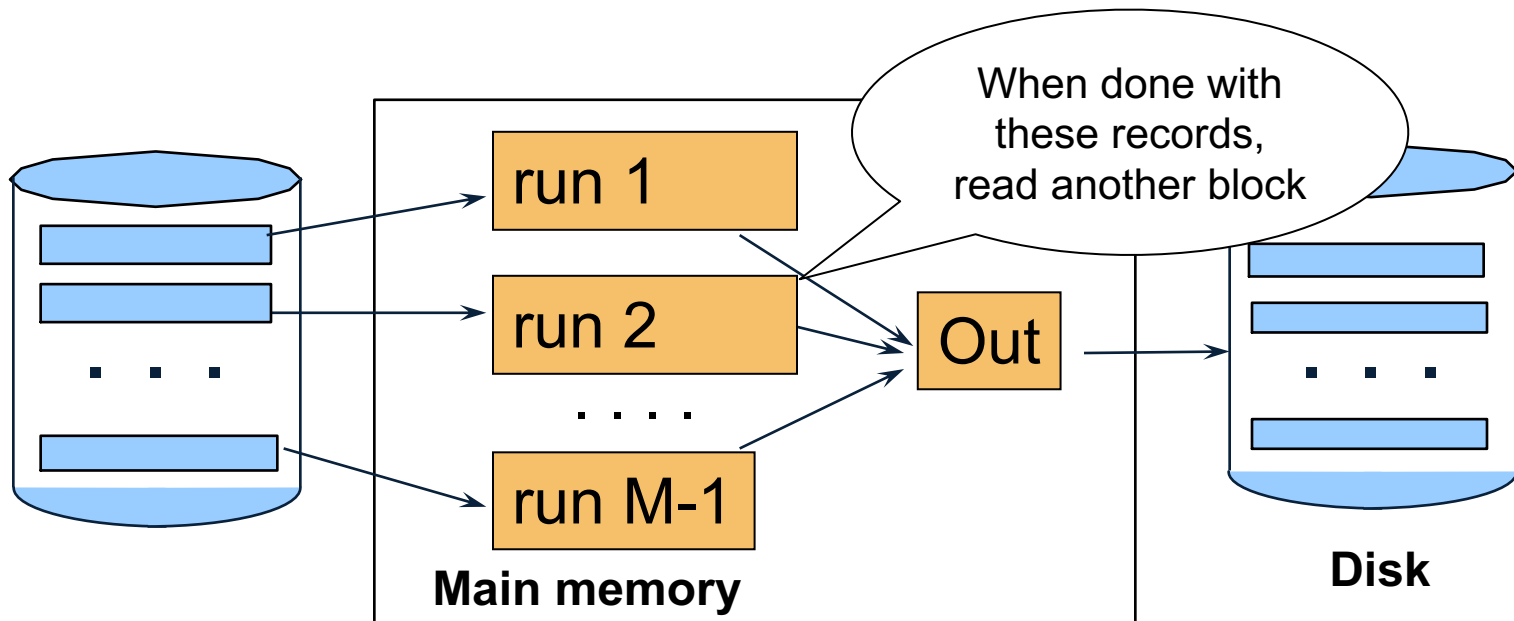 When done with
these records,
read another block
run 1
run 2
. . .
. . . .
run M-1
Out
. . .
Main memory
Disk